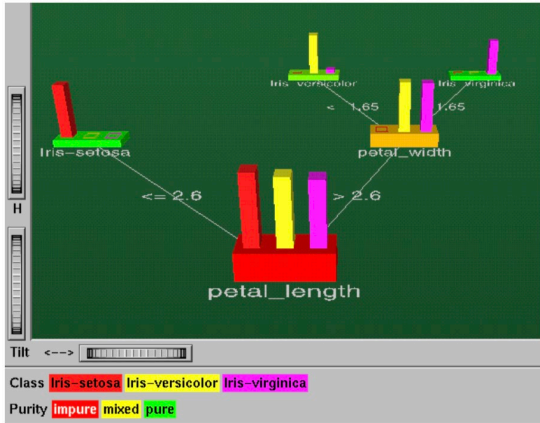 Iris-versicolor Iris-virginica
1.65 1.65
Iris-setosa petal_width
<= 2.6 > 2.6
petal_length
H
Tilt <-->
Class Iris-setosa Iris-versicolor Iris-virginica
Purity impure mixed pure